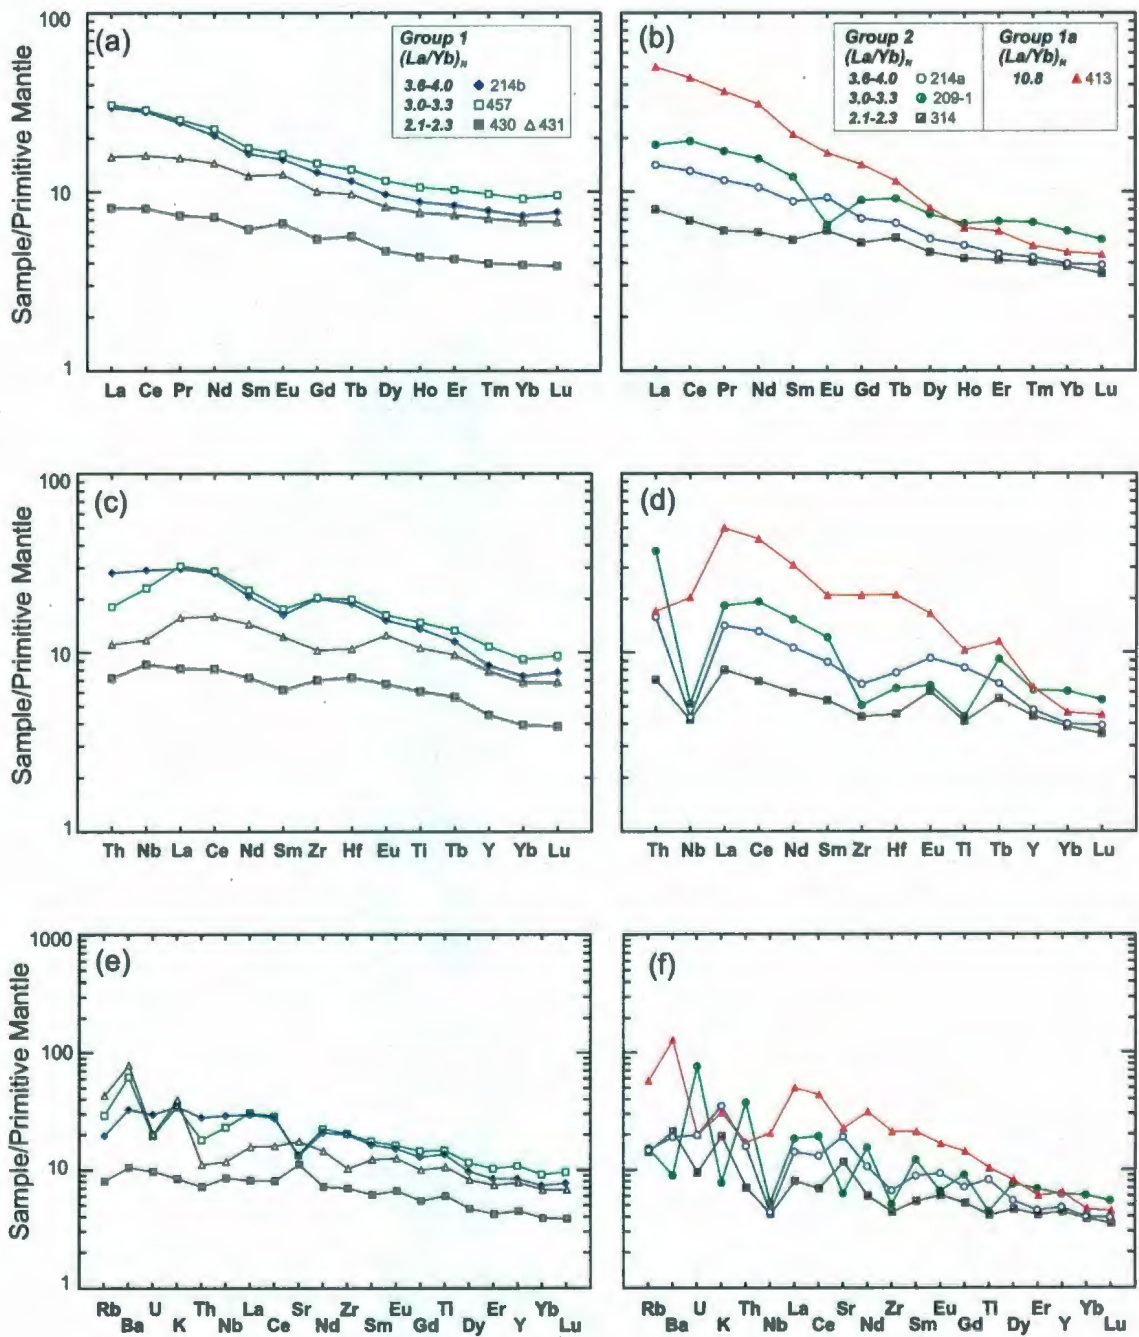 (a)
Group 1
(La/Yb)N
3.6-4.0 214b
3.0-3.3 457
2.1-2.3 430 431
100
10
1
Sample/Primitive Mantle
La Ce Pr Nd Sm Eu Gd Tb Dy Ho Er Tm Yb Lu
(b)
Group 2
(La/Yb)N
3.6-4.0 214a
3.0-3.3 209-1
2.1-2.3 314
Group 1a
(La/Yb)N
10.8 413
La Ce Pr Nd Sm Eu Gd Tb Dy Ho Er Tm Yb Lu
(c)
100
10
1
Sample/Primitive Mantle
Th Nb La Ce Nd Sm Zr Hf Eu Ti Tb Y Yb Lu
(d)
Th Nb La Ce Nd Sm Zr Hf Eu Ti Tb Y Yb Lu
(e)
1000
100
10
1
Sample/Primitive Mantle
Rb U Th La Sr Zr Eu Ti Er Yb
Ba K Nb Ce Nd Sm Gd Dy Y Lu
(f)
Rb U Th La Sr Zr Eu Ti Er Yb
Ba K Nb Ce Nd Sm Gd Dy Y Lu